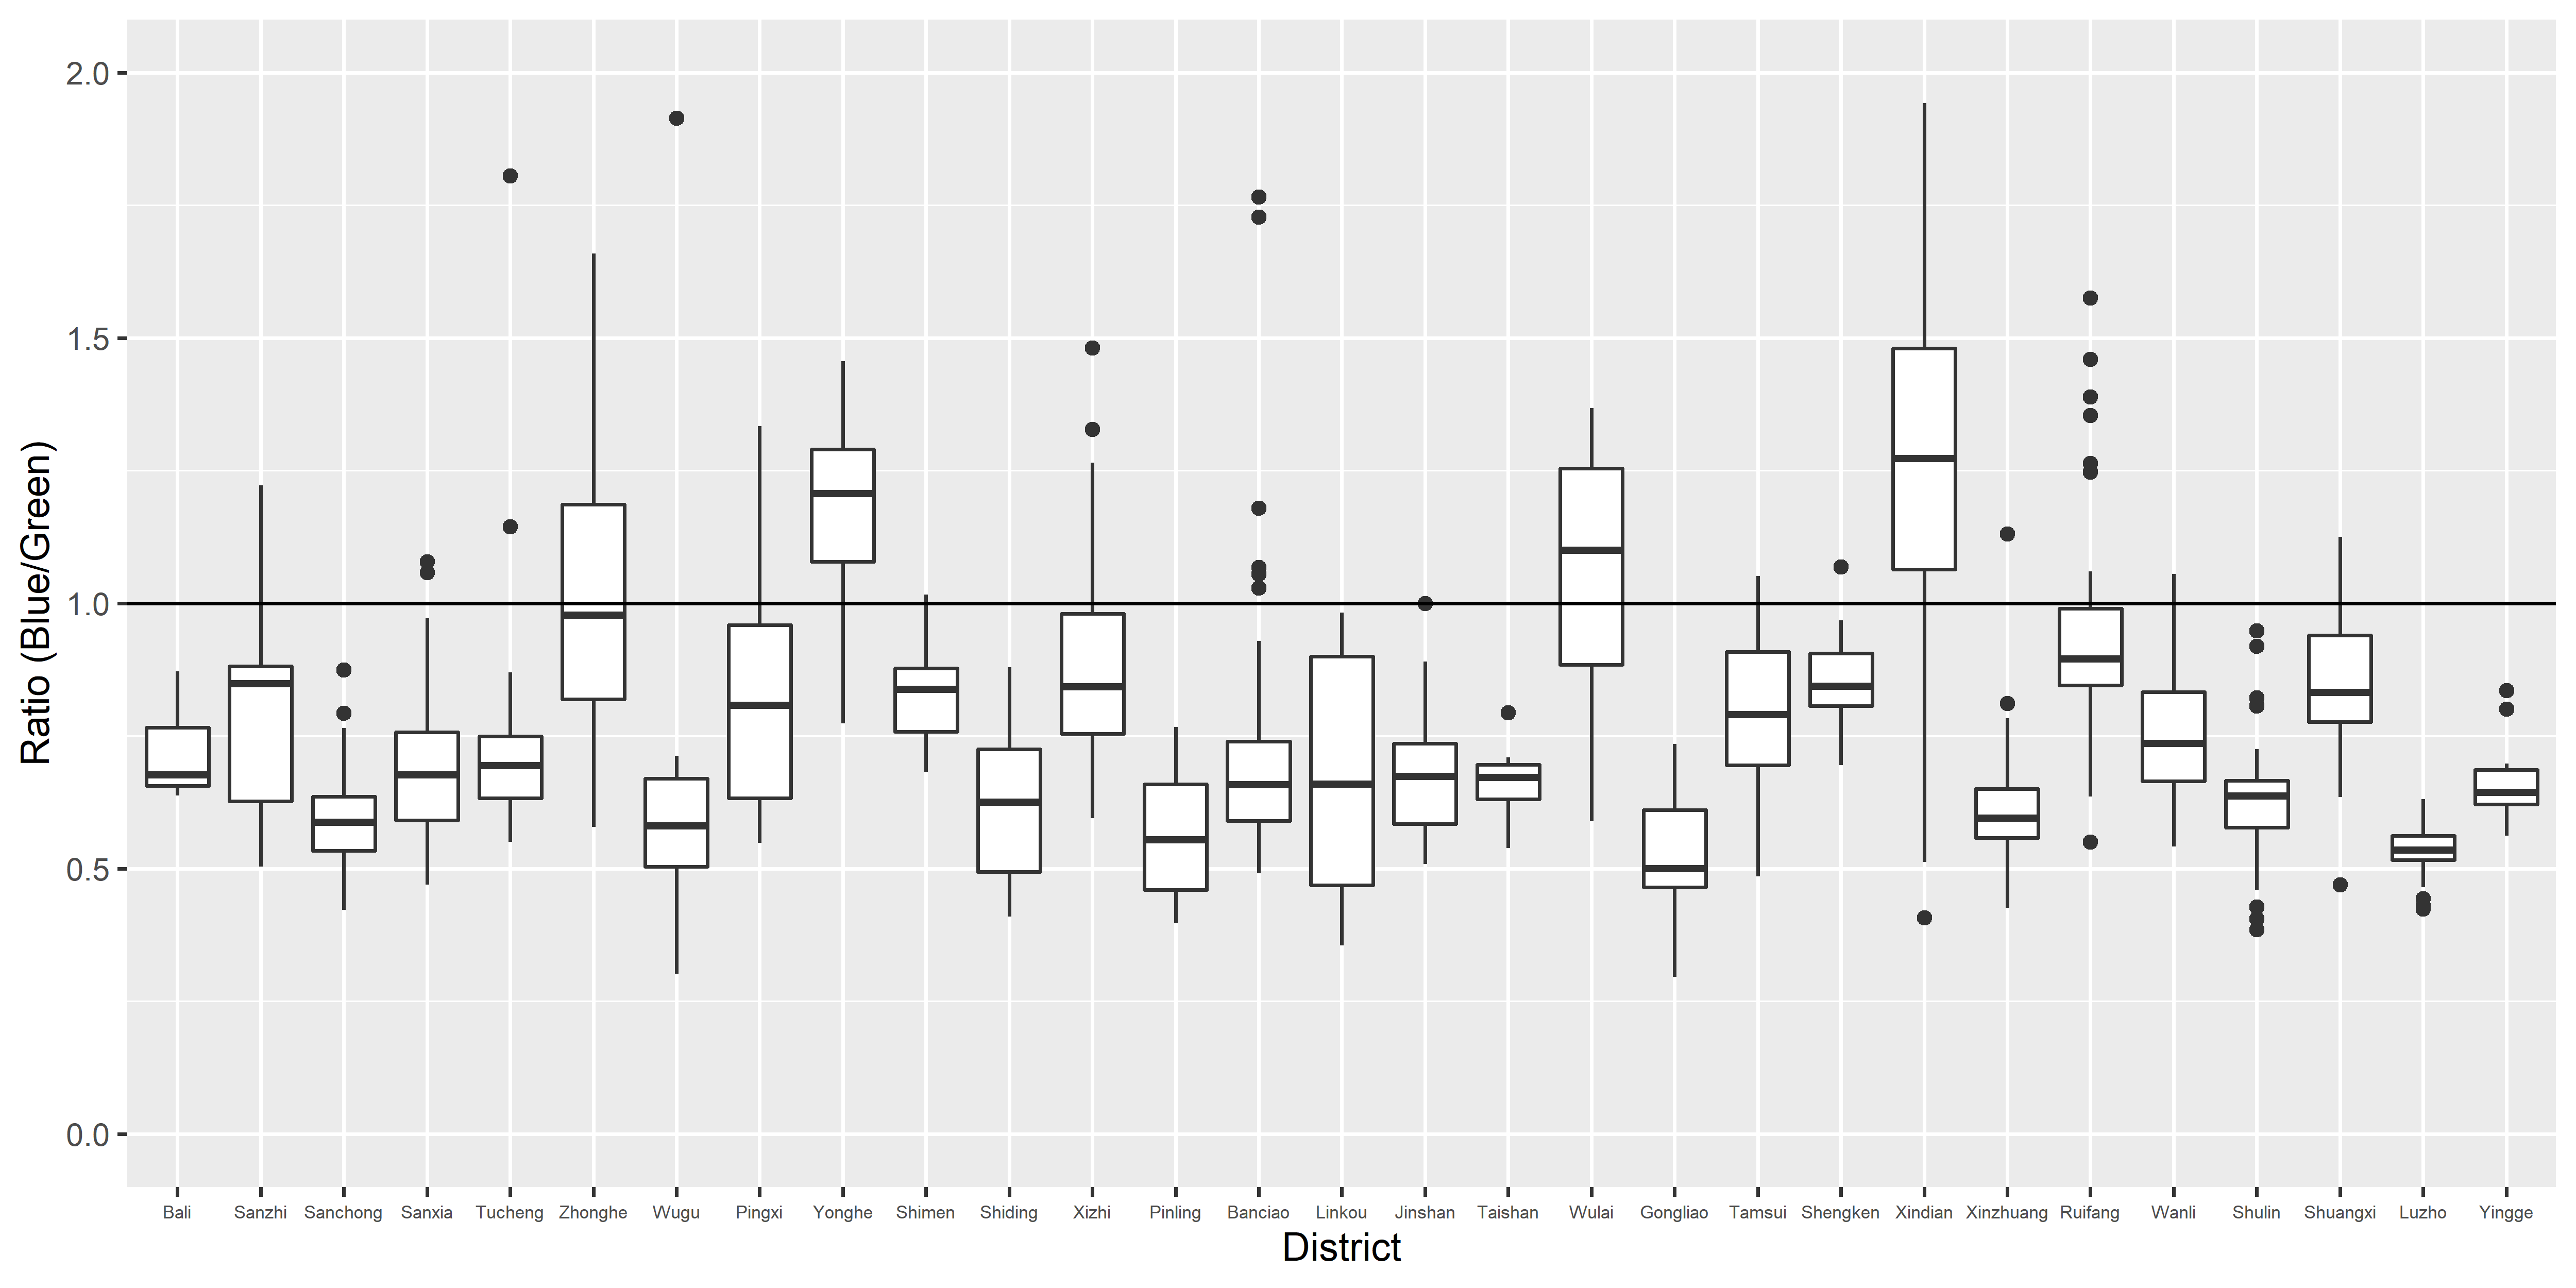 2.0
1.5
1.0
0.5
0.0
Ratio (Blue/Green)
Bali Sanzhi Sanchong Sanxia Tucheng Zhonghe Wugu Pingxi Yonghe Shimen Shiding Xizhi Pinling Banciao Linkou Jinshan Taishan Wulai Gongliao Tamsui Shengken Xindian Xinzhuang Ruifang Wanli Shulin Shuangxi Luzho Yingge
District